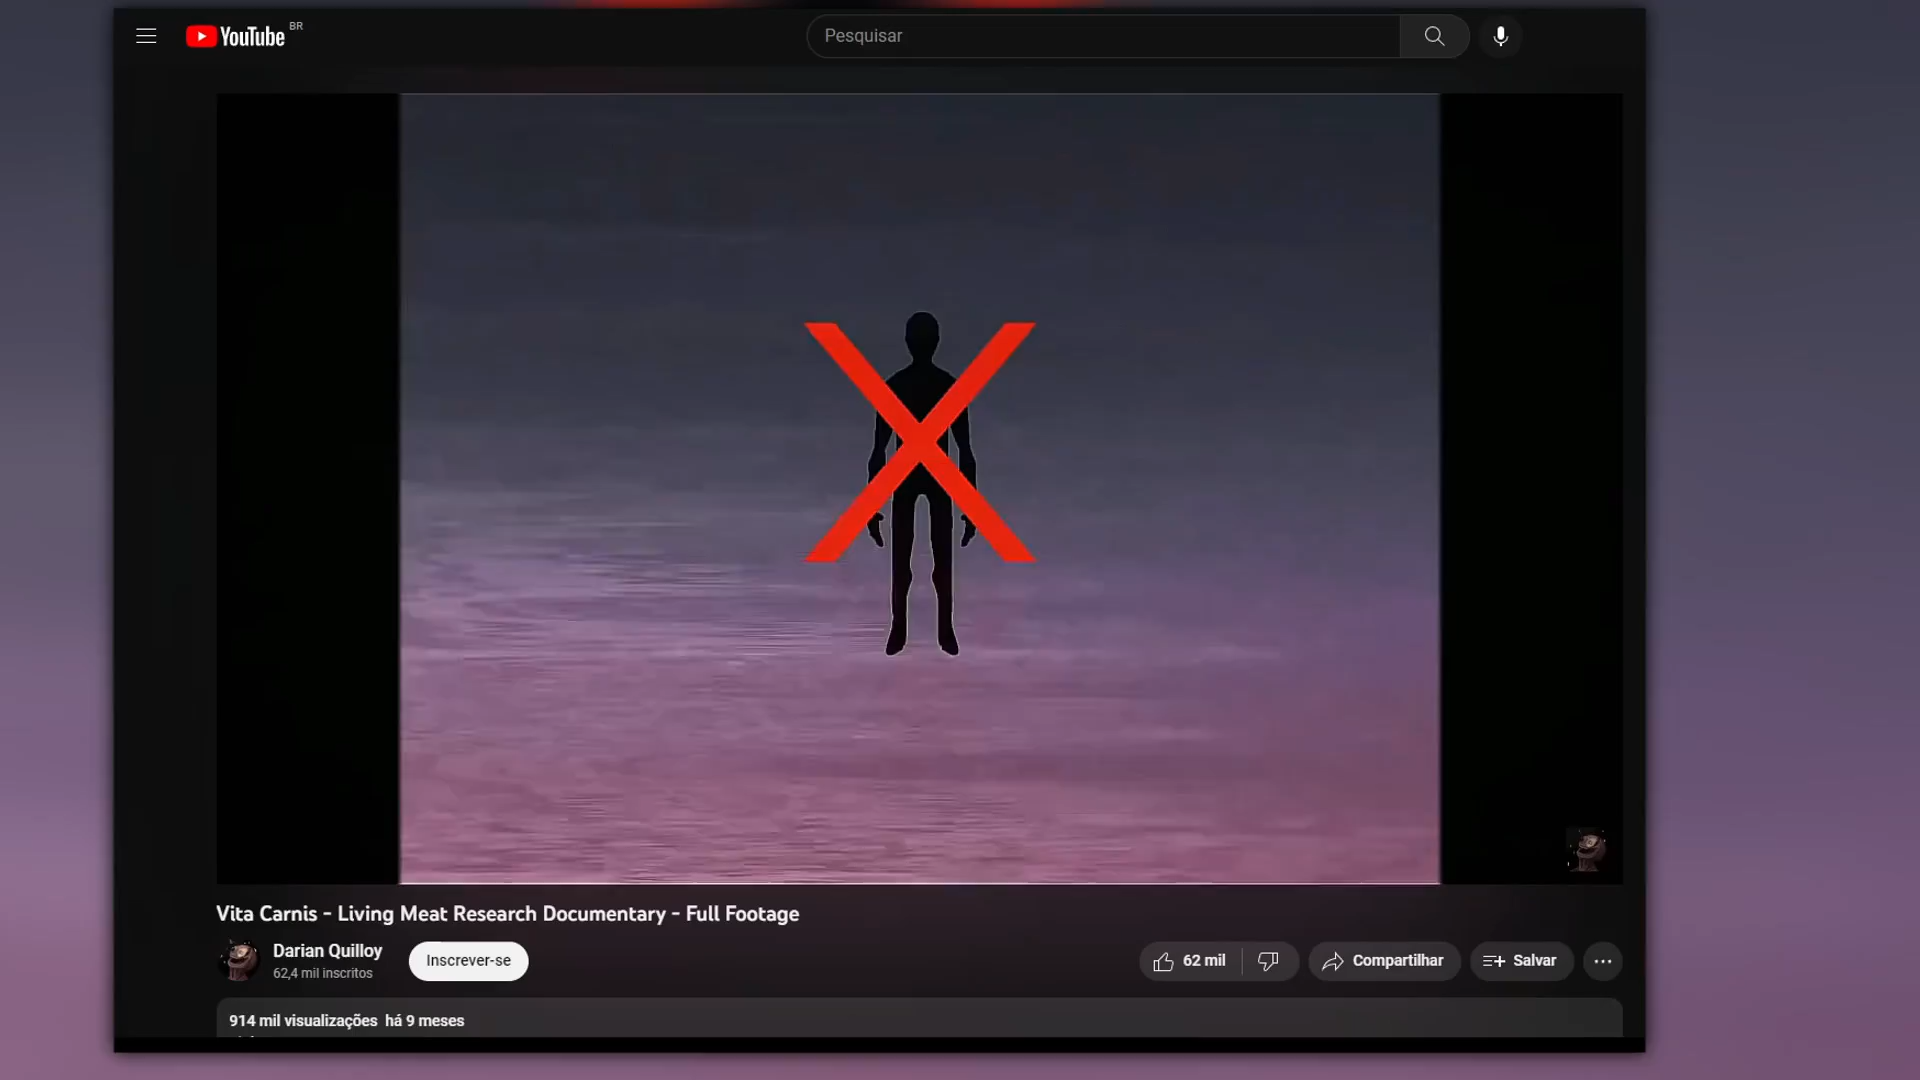 YouTube BR
Pesquisar
Vita Carnis - Living Meat Research Documentary - Full Footage
Darian Quilloy
62,4 mil inscritos
Inscrever-se
62 mil
Compartilhar
Salvar
914 mil visualizações há 9 meses